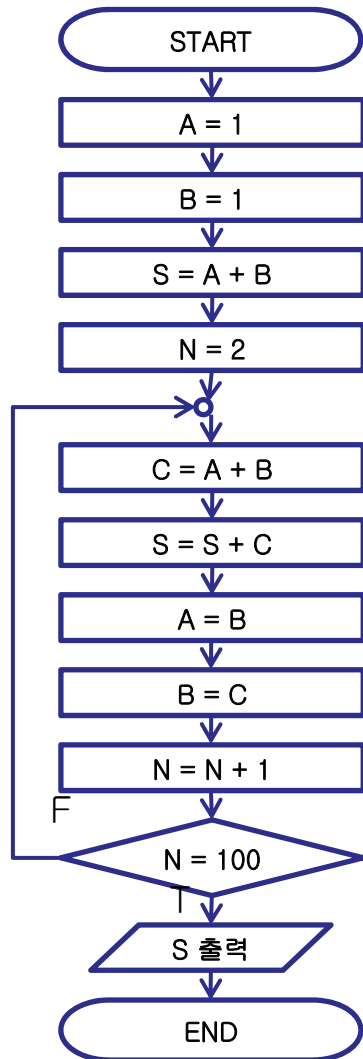 START
A = 1
B = 1
S = A + B
N = 2
C = A + B
S = S + C
A = B
B = C
N = N + 1
F
N = 100
T
S 출력
END